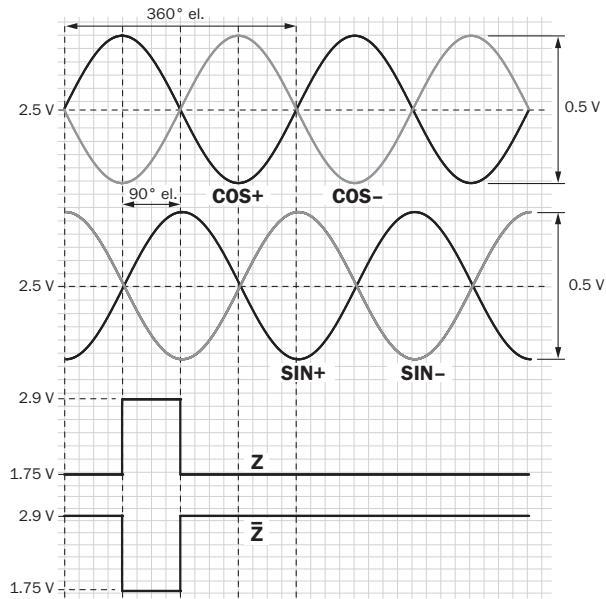 360° el.
2.5 V
0.5 V
90° el.
COS+ COS–
2.5 V
0.5 V
SIN+ SIN–
2.9 V
Z
1.75 V
2.9 V
Z̄
1.75 V